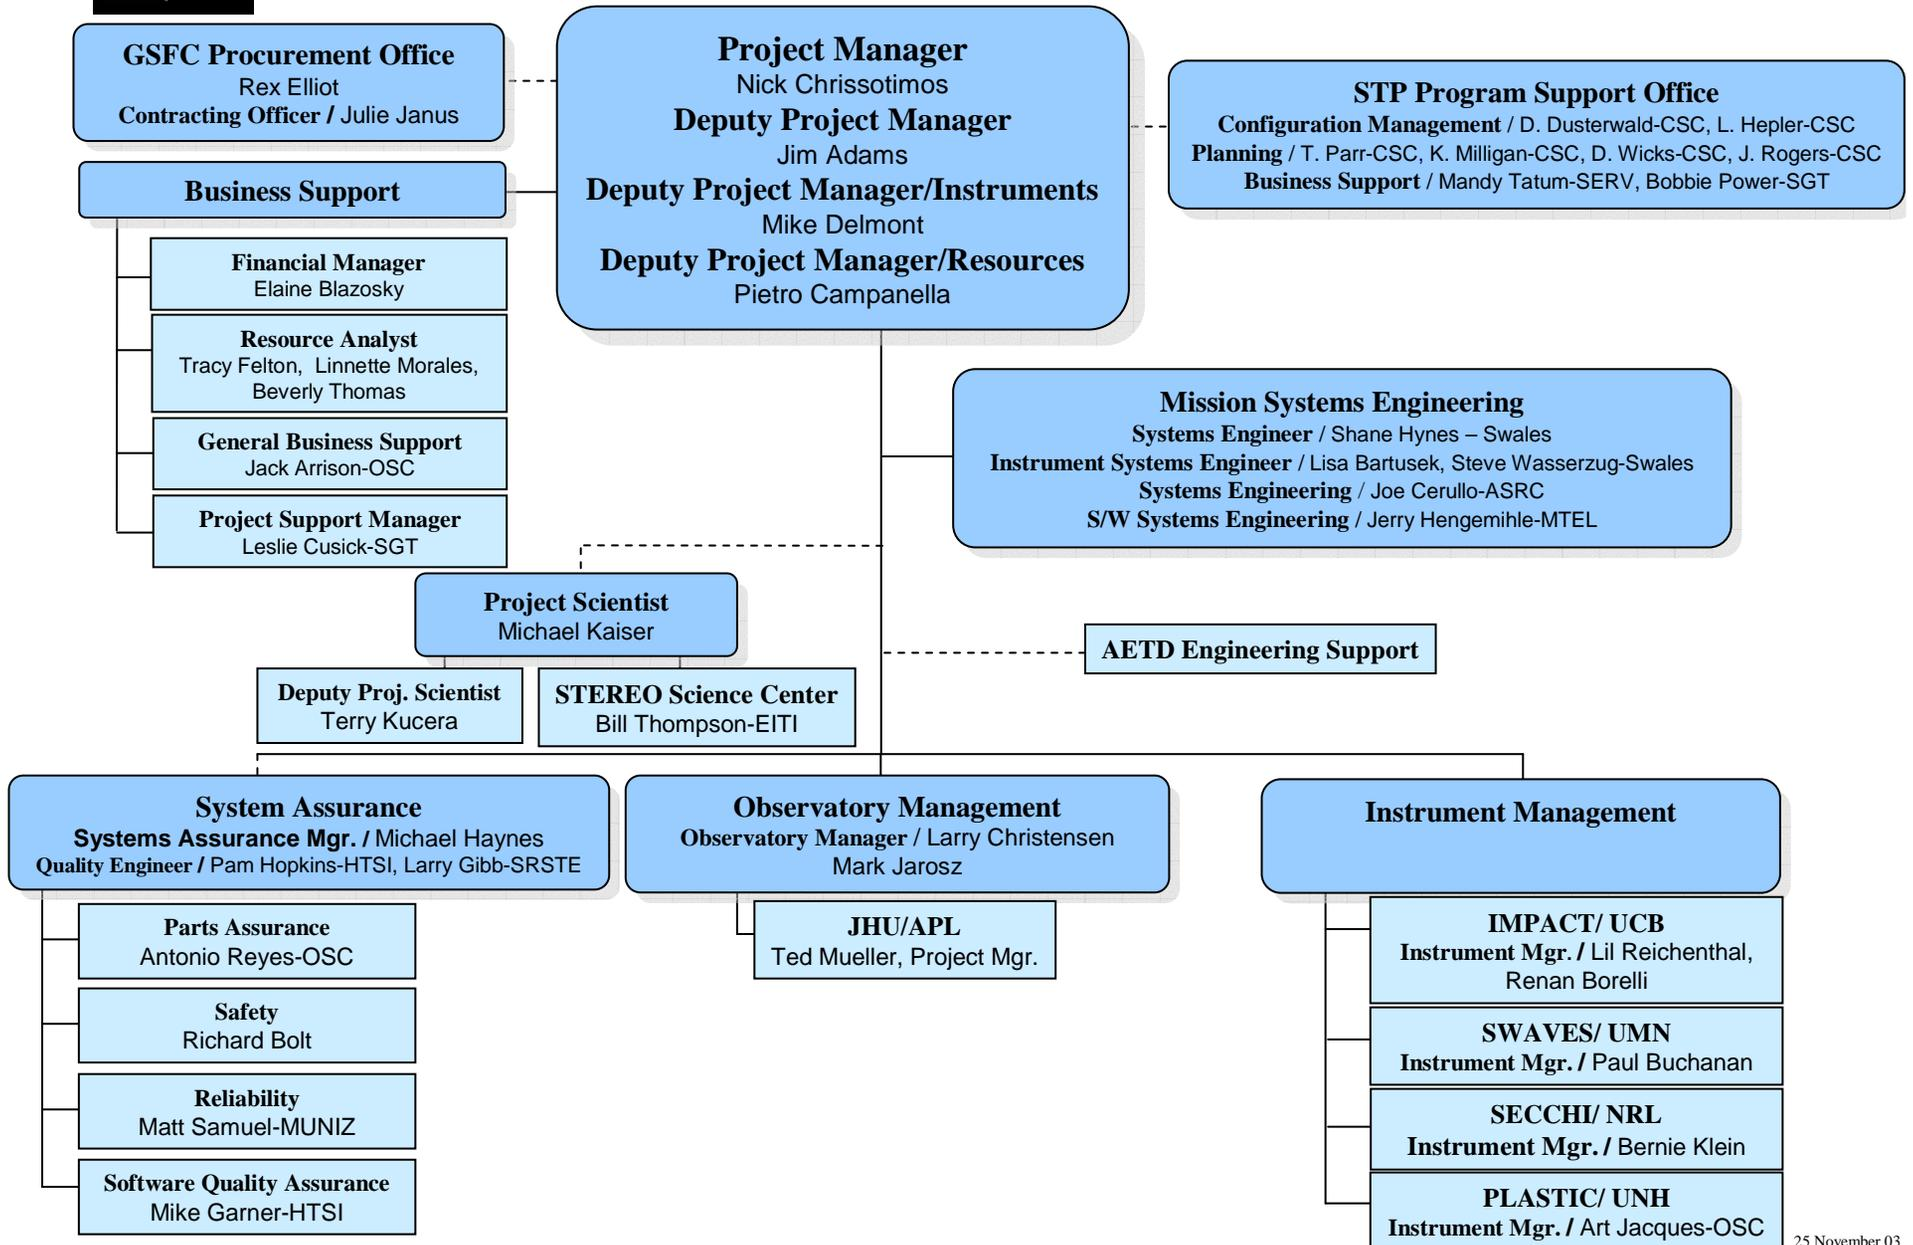 GSFC Procurement Office
Rex Elliot
Contracting Officer / Julie Janus
Project Manager
Nick Chrissotimos
Deputy Project Manager
Jim Adams
Deputy Project Manager/Instruments
Mike Delmont
Deputy Project Manager/Resources
Pietro Campanella
STP Program Support Office
Configuration Management / D. Dusterwald-CSC, L. Hepler-CSC
Planning / T. Parr-CSC, K. Milligan-CSC, D. Wicks-CSC, J. Rogers-CSC
Business Support / Mandy Tatum-SERV, Bobbie Power-SGT
Business Support
Financial Manager
Elaine Blazosky
Resource Analyst
Tracy Felton, Linnette Morales,
Beverly Thomas
General Business Support
Jack Arrison-OSC
Project Support Manager
Leslie Cusick-SGT
Mission Systems Engineering
Systems Engineer / Shane Hynes – Swales
Instrument Systems Engineer / Lisa Bartusek, Steve Wasserzug-Swales
Systems Engineering / Joe Cerullo-ASRC
S/W Systems Engineering / Jerry Hengemihle-MTEL
Project Scientist
Michael Kaiser
AETD Engineering Support
Deputy Proj. Scientist
Terry Kucera
STEREO Science Center
Bill Thompson-EITI
System Assurance
Systems Assurance Mgr. / Michael Haynes
Quality Engineer / Pam Hopkins-HTSI, Larry Gibb-SRSTE
Parts Assurance
Antonio Reyes-OSC
Safety
Richard Bolt
Reliability
Matt Samuel-MUNIZ
Software Quality Assurance
Mike Garner-HTSI
Observatory Management
Observatory Manager / Larry Christensen
Mark Jarosz
JHU/APL
Ted Mueller, Project Mgr.
Instrument Management
IMPACT/ UCB
Instrument Mgr. / Lil Reichenthal,
Renan Borelli
SWAVES/ UMN
Instrument Mgr. / Paul Buchanan
SECCHI/ NRL
Instrument Mgr. / Bernie Klein
PLASTIC/ UNH
Instrument Mgr. / Art Jacques-OSC
25 November 03